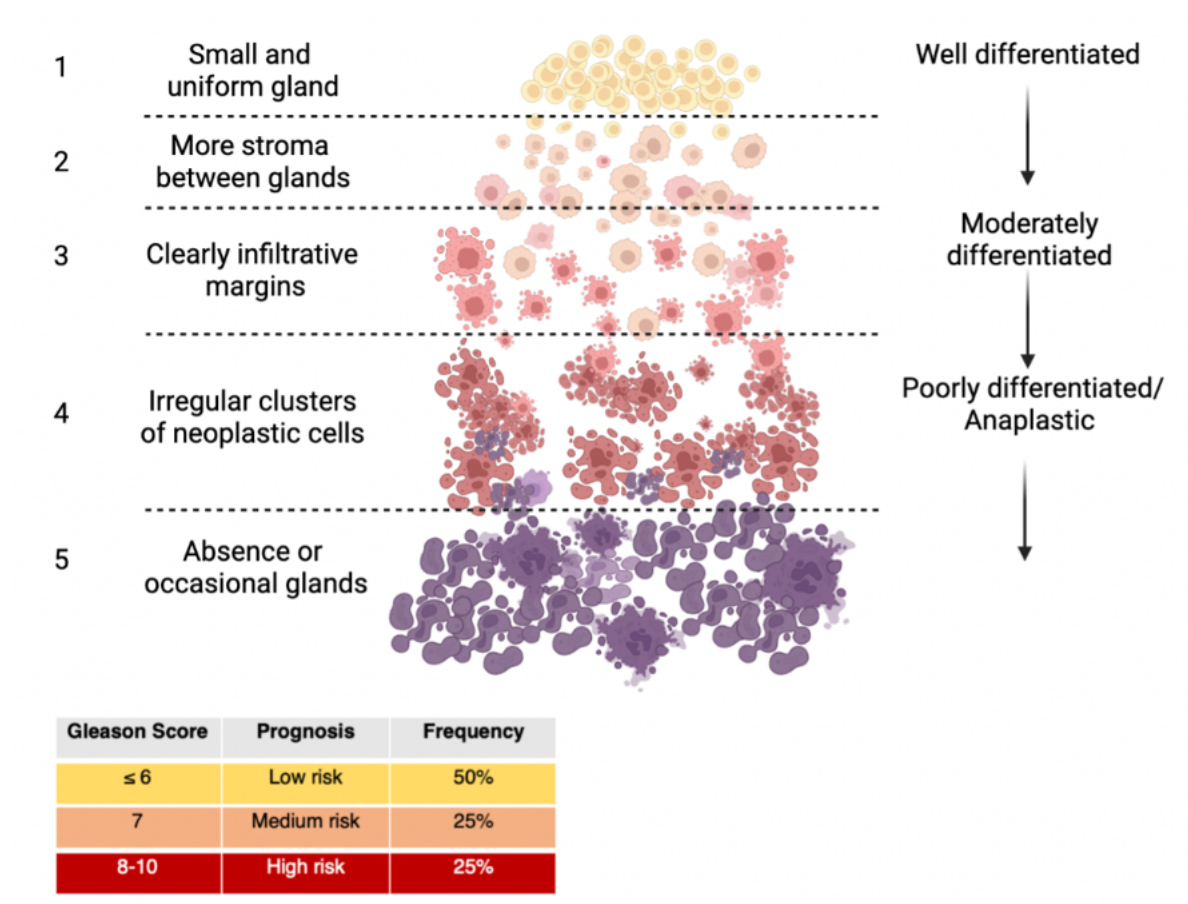 1
Small and
uniform gland
Well differentiated
2
More stroma
between glands
3
Clearly infiltrative
margins
Moderately
differentiated
4
Irregular clusters
of neoplastic cells
Poorly differentiated/
Anaplastic
5
Absence or
occasional glands
Gleason Score Prognosis Frequency
≤ 6 Low risk 50%
7 Medium risk 25%
8-10 High risk 25%